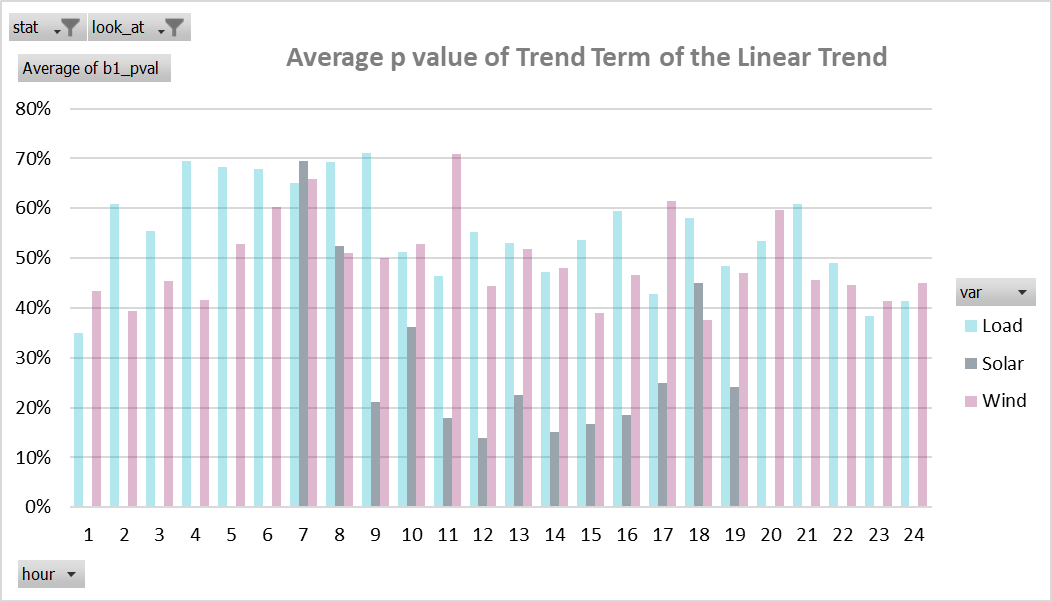 stat look_at
Average of b1_pval
Average p value of Trend Term of the Linear Trend
80%
70%
60%
50%
40%
30%
20%
10%
0%
1 2 3 4 5 6 7 8 9 10 11 12 13 14 15 16 17 18 19 20 21 22 23 24
var
Load
Solar
Wind
hour